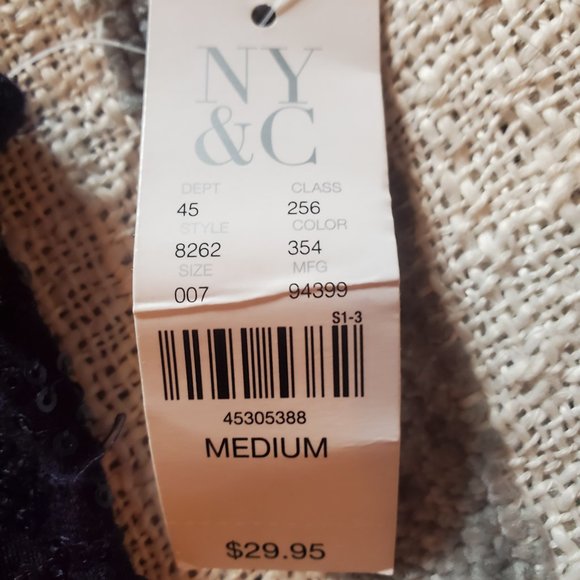 NY
&C
DEPT CLASS
45 256
STYLE COLOR
8262 354
SIZE MFG
007 94399
S1-3
45305388
MEDIUM
$29.95